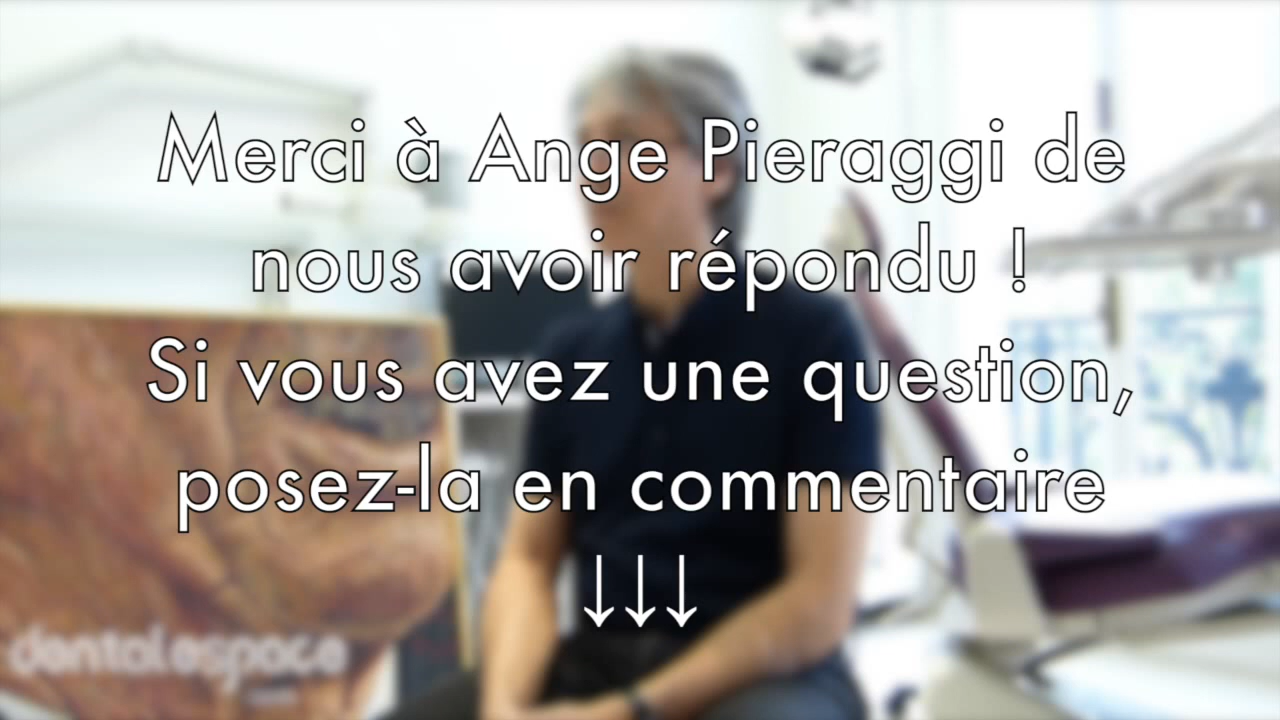 Merci à Ange Pieraggi de
nous avoir répondu !
Si vous avez une question,
posez-la en commentaire
↓↓↓
dentalespace